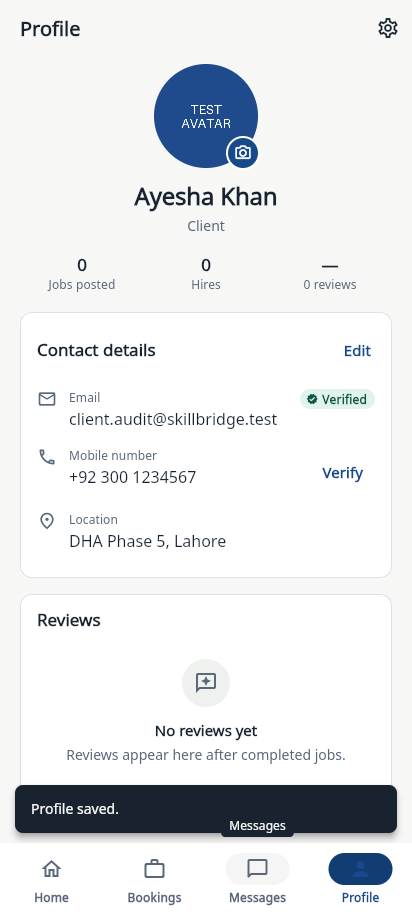 Profile
TEST
AVATAR
Ayesha Khan
Client
0 0 —
Jobs posted Hires 0 reviews
Contact details Edit
Email Verified
client.audit@skillbridge.test
Mobile number
+92 300 1234567 Verify
Location
DHA Phase 5, Lahore
Reviews
No reviews yet
Reviews appear here after completed jobs.
Profile saved.
Messages
Home Bookings Messages Profile